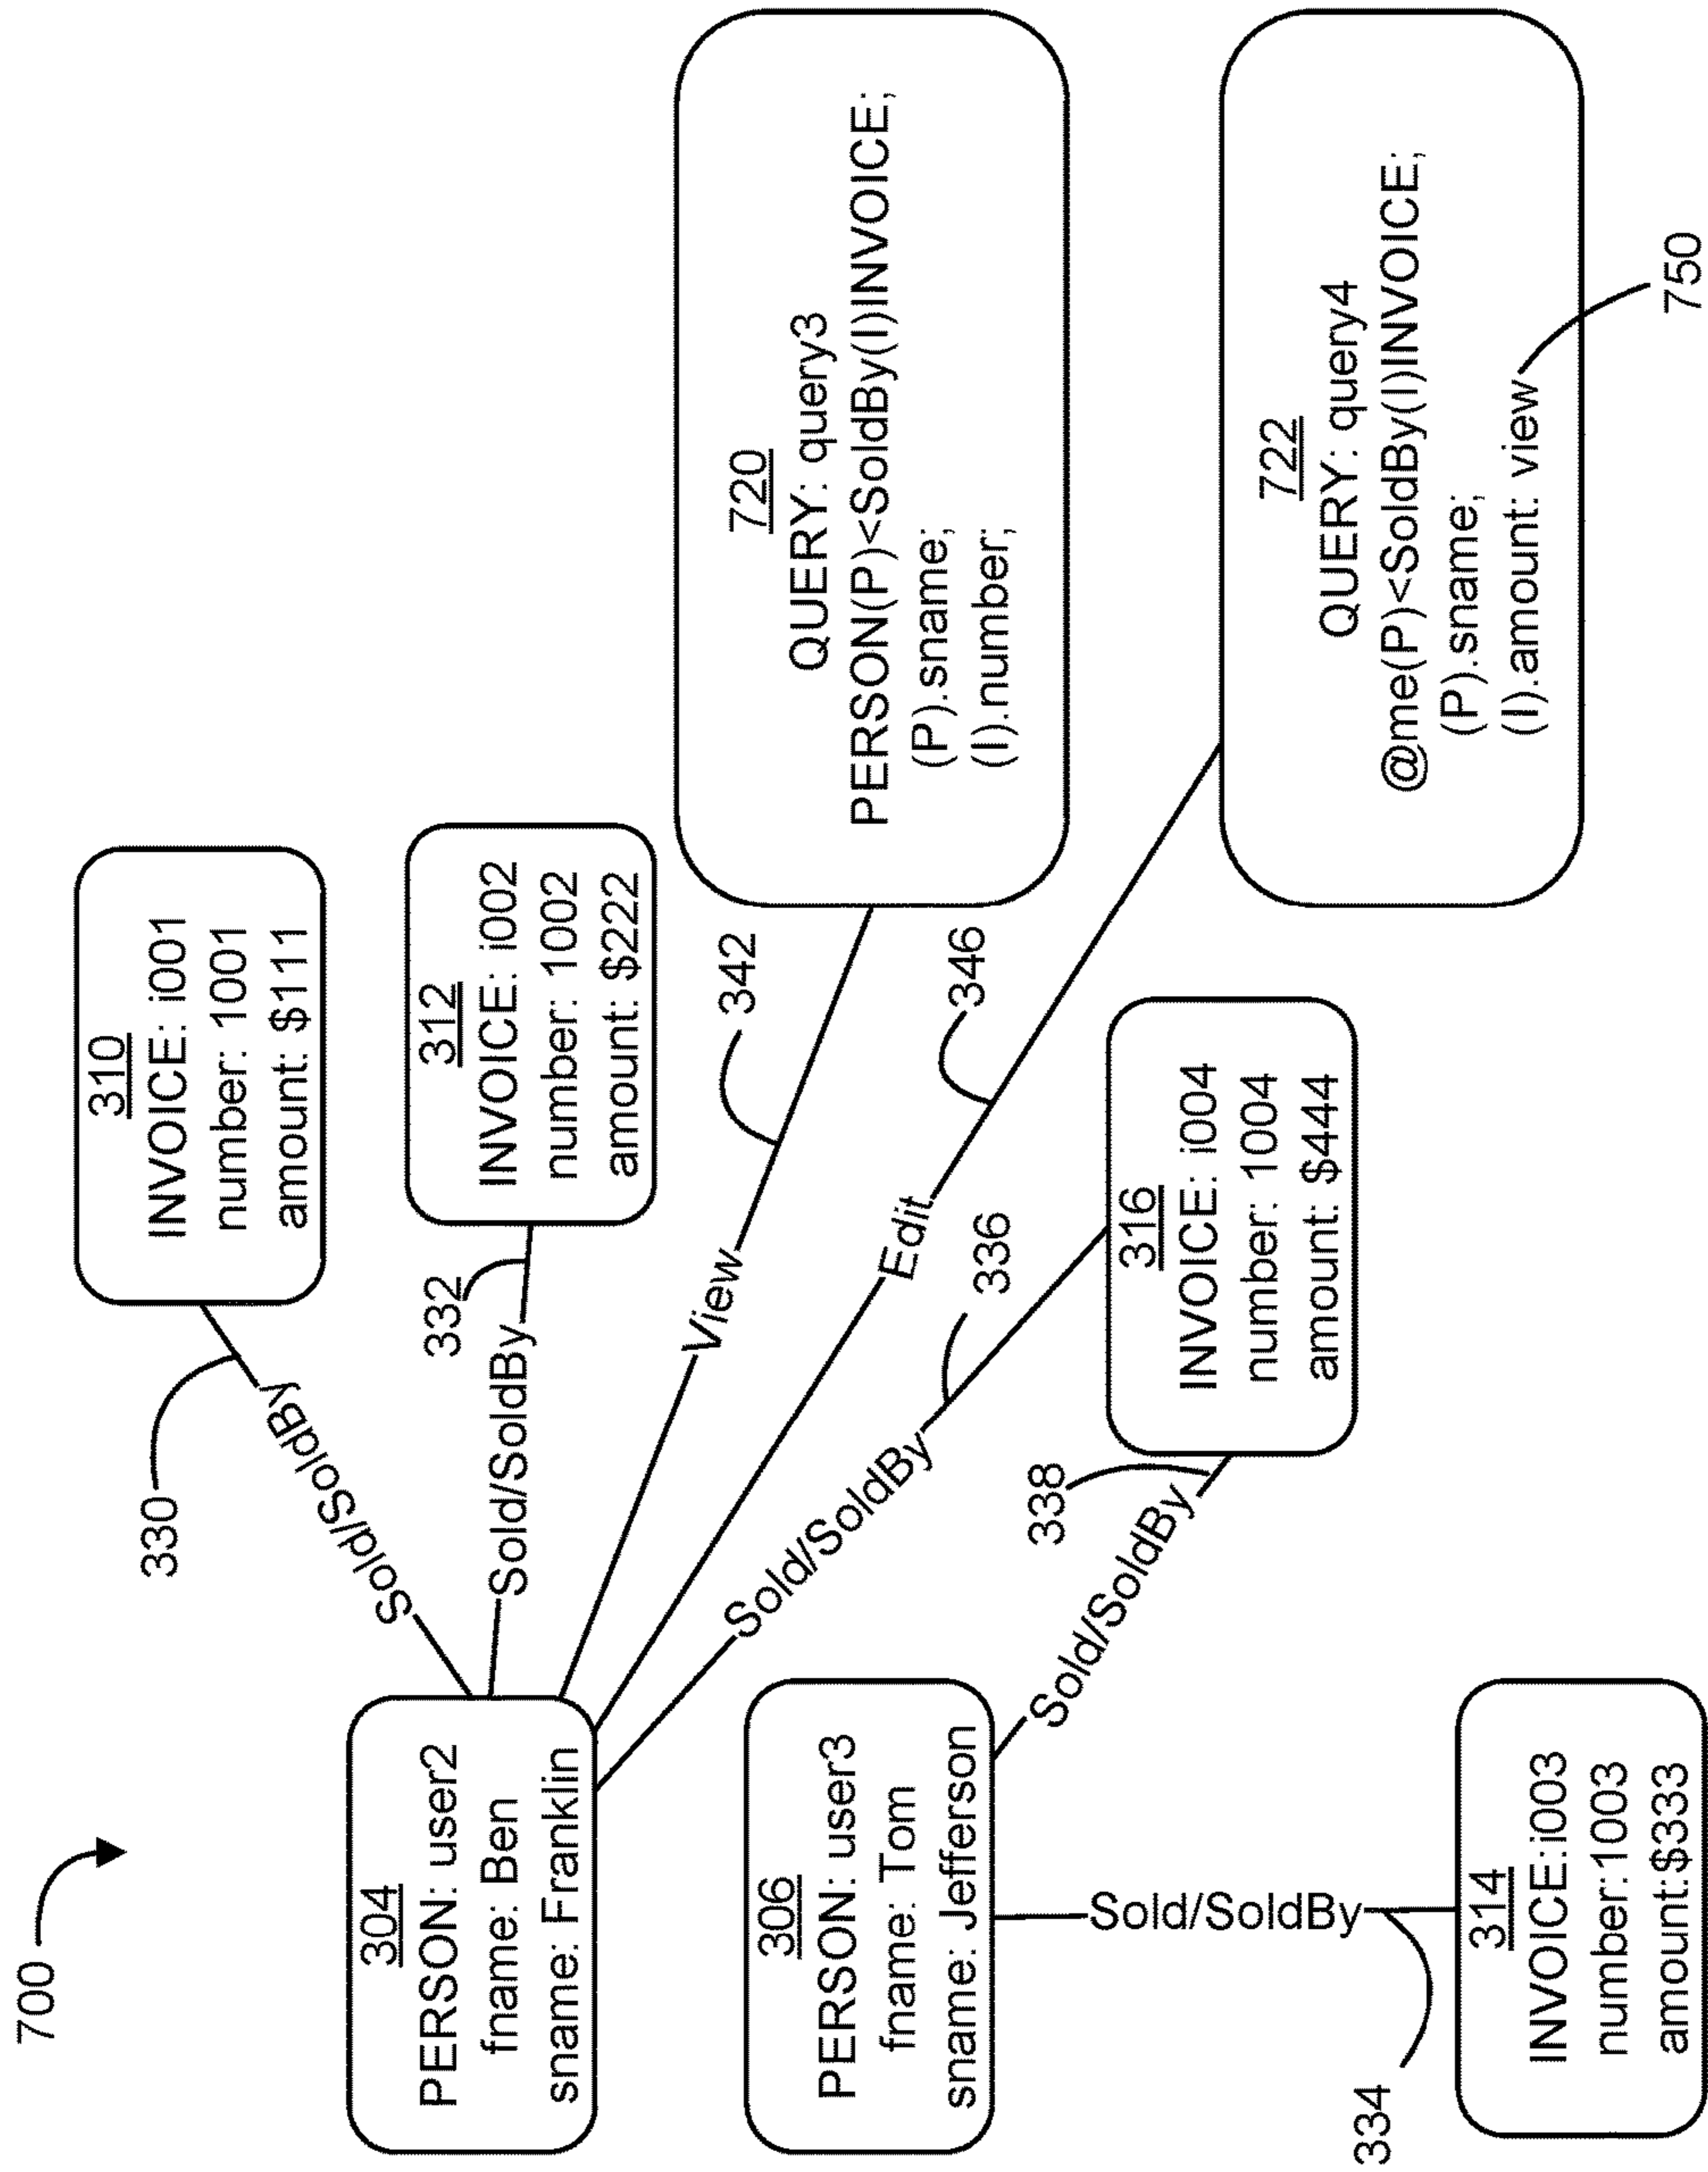 700
304
PERSON: user2
fname: Ben
sname: Franklin
306
PERSON: user3
fname: Tom
sname: Jefferson
330
Sold/SoldBy
310
INVOICE: i001
number: 1001
amount: $111
332
Sold/SoldBy
312
INVOICE: i002
number: 1002
amount: $222
View
342
720
QUERY: query3
PERSON(P)<SoldBy(I)INVOICE;
(P).sname;
(I).number;
Edit
346
722
QUERY: query4
@me(P)<SoldBy(I)INVOICE;
(P).sname;
(I).amount: view
750
Sold/SoldBy
336
338
Sold/SoldBy
316
INVOICE: i004
number: 1004
amount: $444
334
Sold/SoldBy
314
INVOICE:i003
number:1003
amount:$333